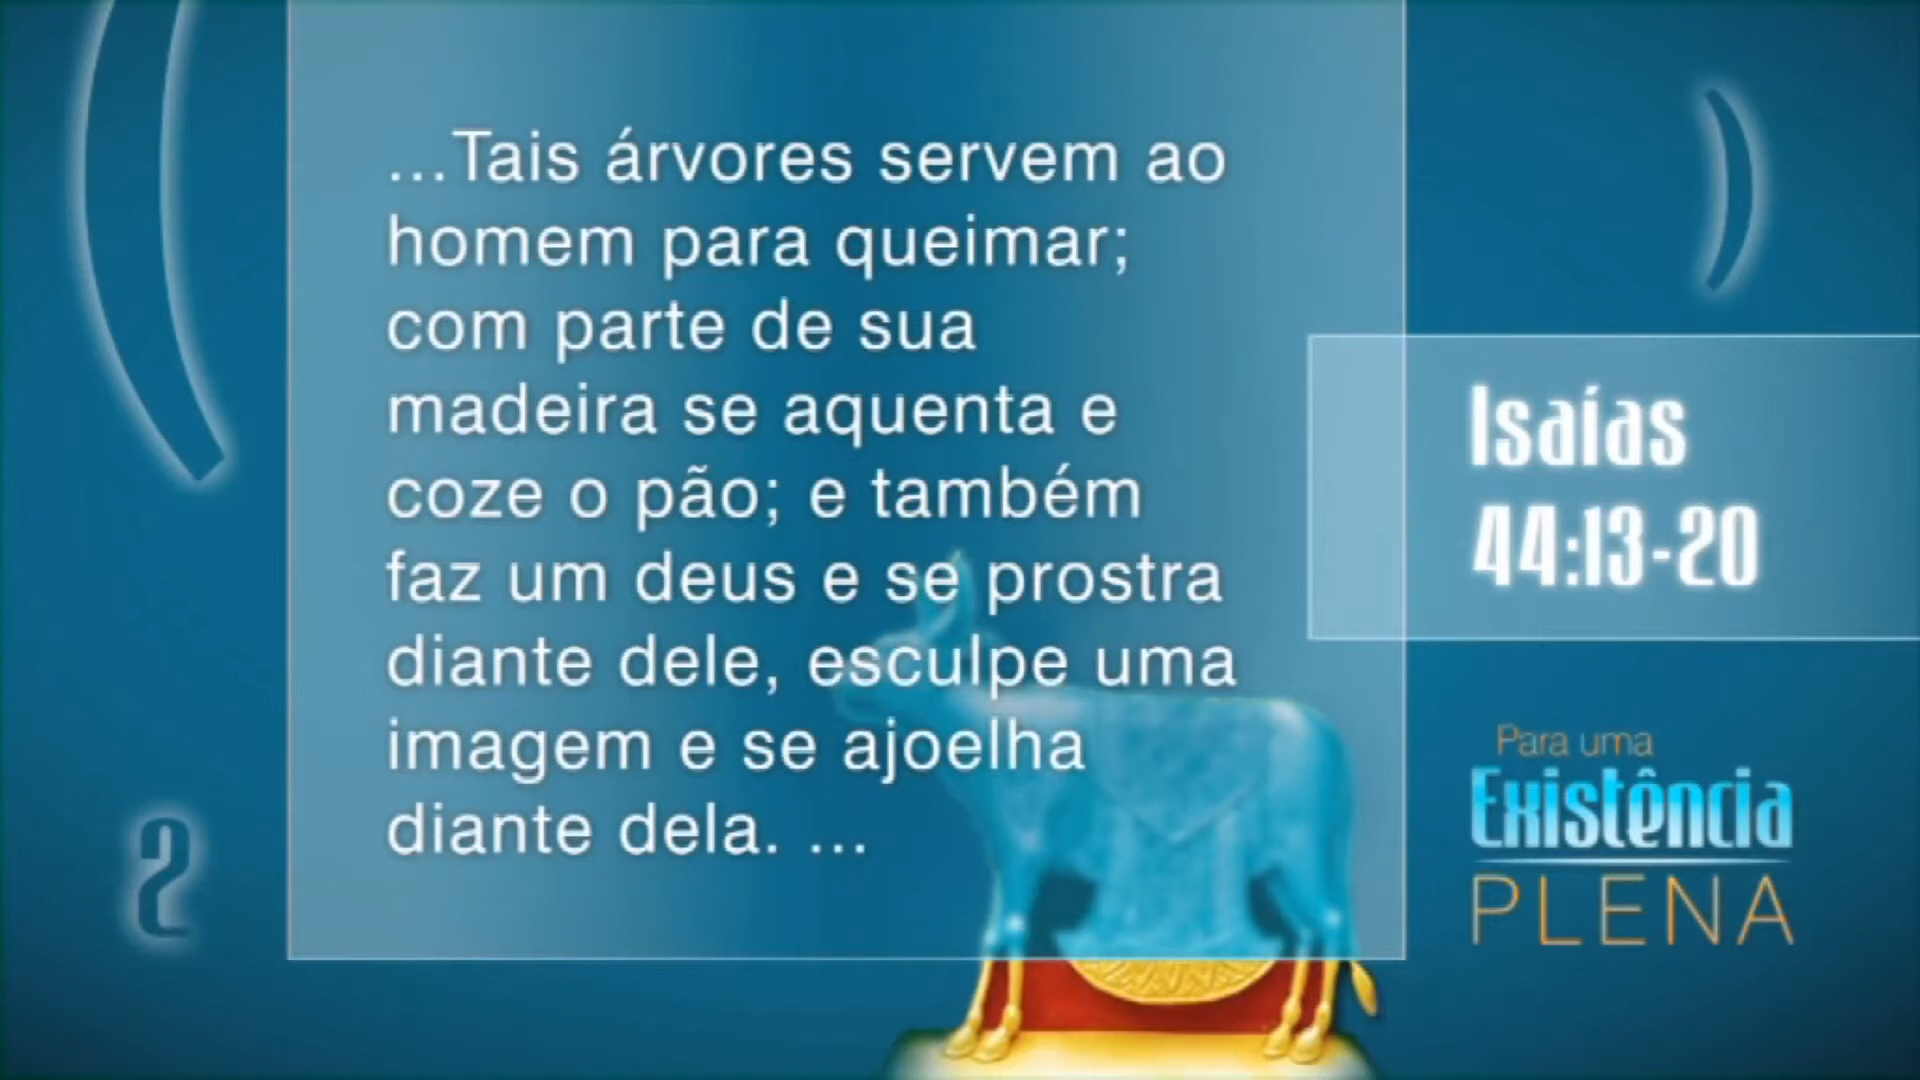 ...Tais árvores servem ao
homem para queimar;
com parte de sua
madeira se aquenta e
coze o pão; e também
faz um deus e se prostra
diante dele, esculpe uma
imagem e se ajoelha
diante dela. ...
Isaías
44:13-20
Para uma
Existência
PLENA
2